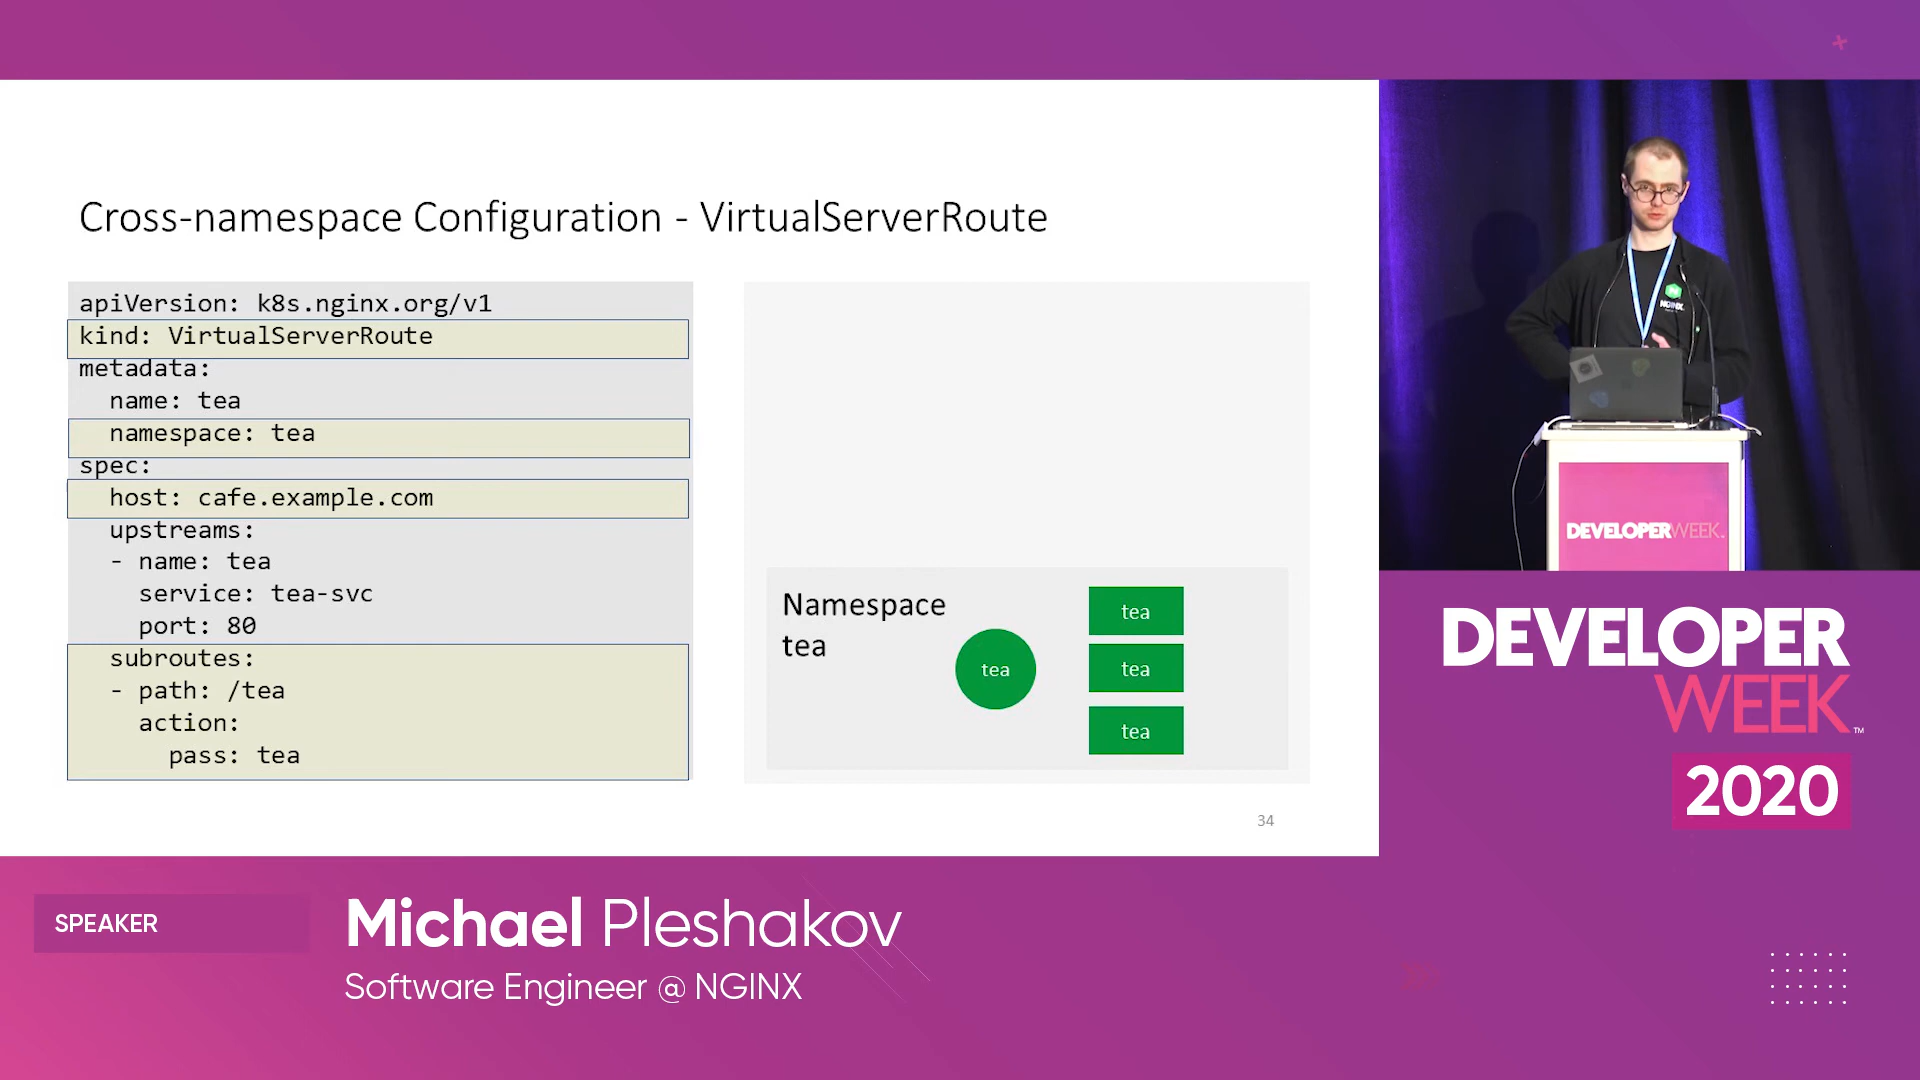 Cross-namespace Configuration - VirtualServerRoute
apiVersion: k8s.nginx.org/v1
kind: VirtualServerRoute
metadata:
name: tea
namespace: tea
spec:
host: cafe.example.com
upstreams:
- name: tea
service: tea-svc
port: 80
subroutes:
- path: /tea
action:
pass: tea
Namespace
tea
tea
tea
tea
tea
34
NGINX
DEVELOPERWEEK
DEVELOPER
WEEK™
2020
SPEAKER
Michael Pleshakov
Software Engineer @ NGINX